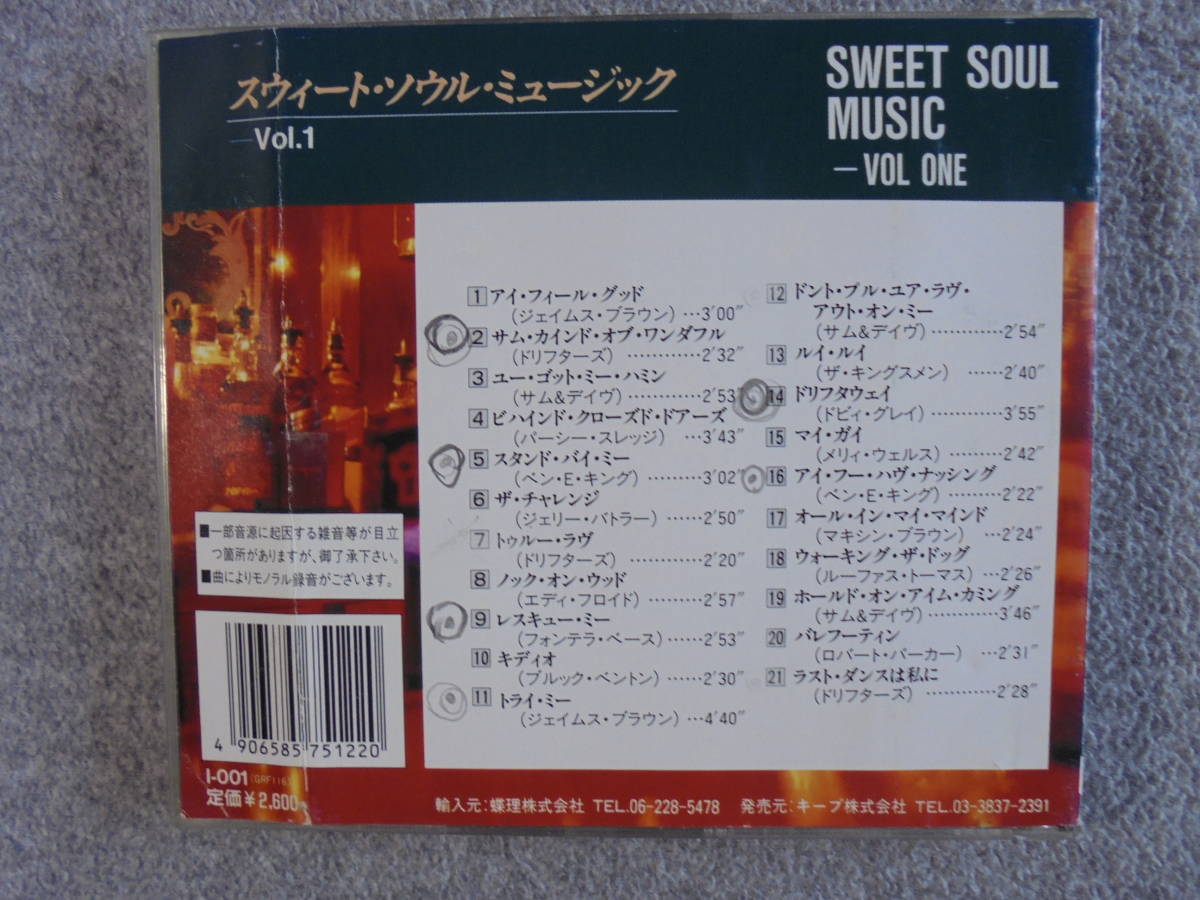 スウィート・ソウル・ミュージック
—Vol.1
SWEET SOUL
MUSIC
—VOL ONE
1 アイ・フィール・グッド
(ジェイムス・ブラウン)…3′00″
2 サム・カインド・オブ・ワンダフル
(ドリフターズ)…………2′32″
3 ユー・ゴット・ミー・ハミン
(サム&デイヴ)…………2′53″
4 ビハインド・クローズド・ドアーズ
(パーシー・スレッジ)…3′43″
5 スタンド・バイ・ミー
(ベン・E・キング)………3′02″
6 ザ・チャレンジ
(ジェリー・バトラー)…2′50″
7 トゥルー・ラヴ
(ドリフターズ)…………2′20″
8 ノック・オン・ウッド
(エディ・フロイド)……2′57″
9 レスキュー・ミー
(フォンテラ・ベース)……2′53″
10 キディオ
(ブルック・ベントン)……2′30″
11 トライ・ミー
(ジェイムス・ブラウン)…4′40″
12 ドント・プル・ユア・ラヴ・
アウト・オン・ミー
(サム&デイヴ)…………2′54″
13 ルイ・ルイ
(ザ・キングスメン)……2′40″
14 ドリフタウェイ
(ドビィ・グレイ)…………3′55″
15 マイ・ガイ
(メリィ・ウェルス)………2′42″
16 アイ・フー・ハヴ・ナッシング
(ベン・E・キング)………2′22″
17 オール・イン・マイ・マインド
(マキシン・ブラウン)……2′24″
18 ウォーキング・ザ・ドッグ
(ルーファス・トーマス)…2′26″
19 ホールド・オン・アイム・カミング
(サム&デイヴ)…………3′46″
20 バレフーティン
(ロバート・パーカー)…2′31″
21 ラスト・ダンスは私に
(ドリフターズ)…………2′28″
■一部音源に起因する雑音等が目立
つ箇所がありますが、御了承下さい。
■曲によりモノラル録音がございます。
4 906585 751220
I-001 (GRF116)
定価¥2,600
輸入元:蝶理株式会社 TEL.06-228-5478 発売元:キープ株式会社 TEL.03-3837-2391